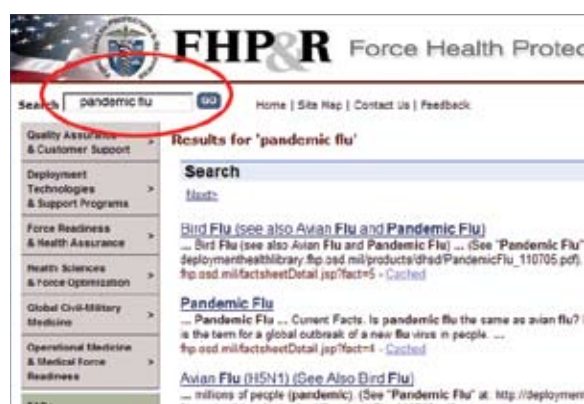 FHP&R Force Health Protec
Search pandemic flu GO
Home | Site Map | Contact Us | Feedback
Quality Assurance
& Customer Support
Deployment
Technologies
& Support Programs
Force Readiness
& Health Assurance
Health Sciences
& Force Optimization
Global Civil-Military
Medicine
Operational Medicine
& Medical Force
Readiness
Results for 'pandemic flu'
Search
Next>
Bird Flu (see also Avian Flu and Pandemic Flu)
... Bird Flu (see also Avian Flu and Pandemic Flu) ... (See "Pandemic Flu"
deploymenthealthlibrary.fhp.osd.mil/products/dhsd/PandemicFlu_110705.pdf).
fhp.osd.mil/factsheetDetail.jsp?fact=5 - Cached
Pandemic Flu
... Pandemic Flu ... Current Facts. Is pandemic flu the same as avian flu?
is the term for a global outbreak of a new flu virus in people. ...
fhp.osd.mil/factsheetDetail.jsp?fact=4 - Cached
Avian Flu (H5N1) (See Also Bird Flu)
... millions of people (pandemic). (See "Pandemic Flu" at: http://deploymen